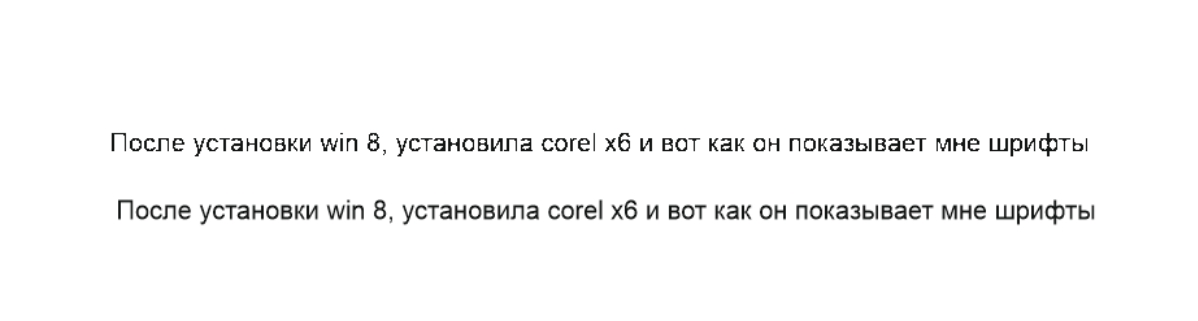 После установки win 8, установила corel x6 и вот как он показывает мне шрифты
После установки win 8, установила corel x6 и вот как он показывает мне шрифты